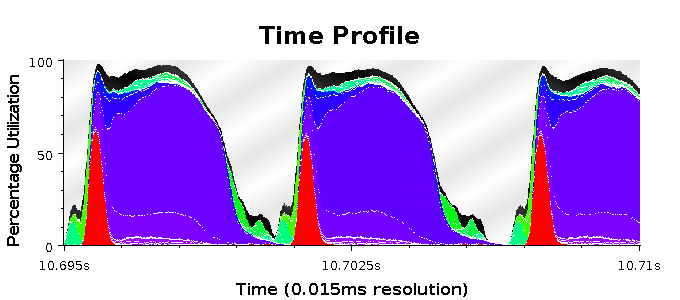 Time Profile
100
50
0
Percentage Utilization
10.695s 10.7025s 10.71s
Time (0.015ms resolution)